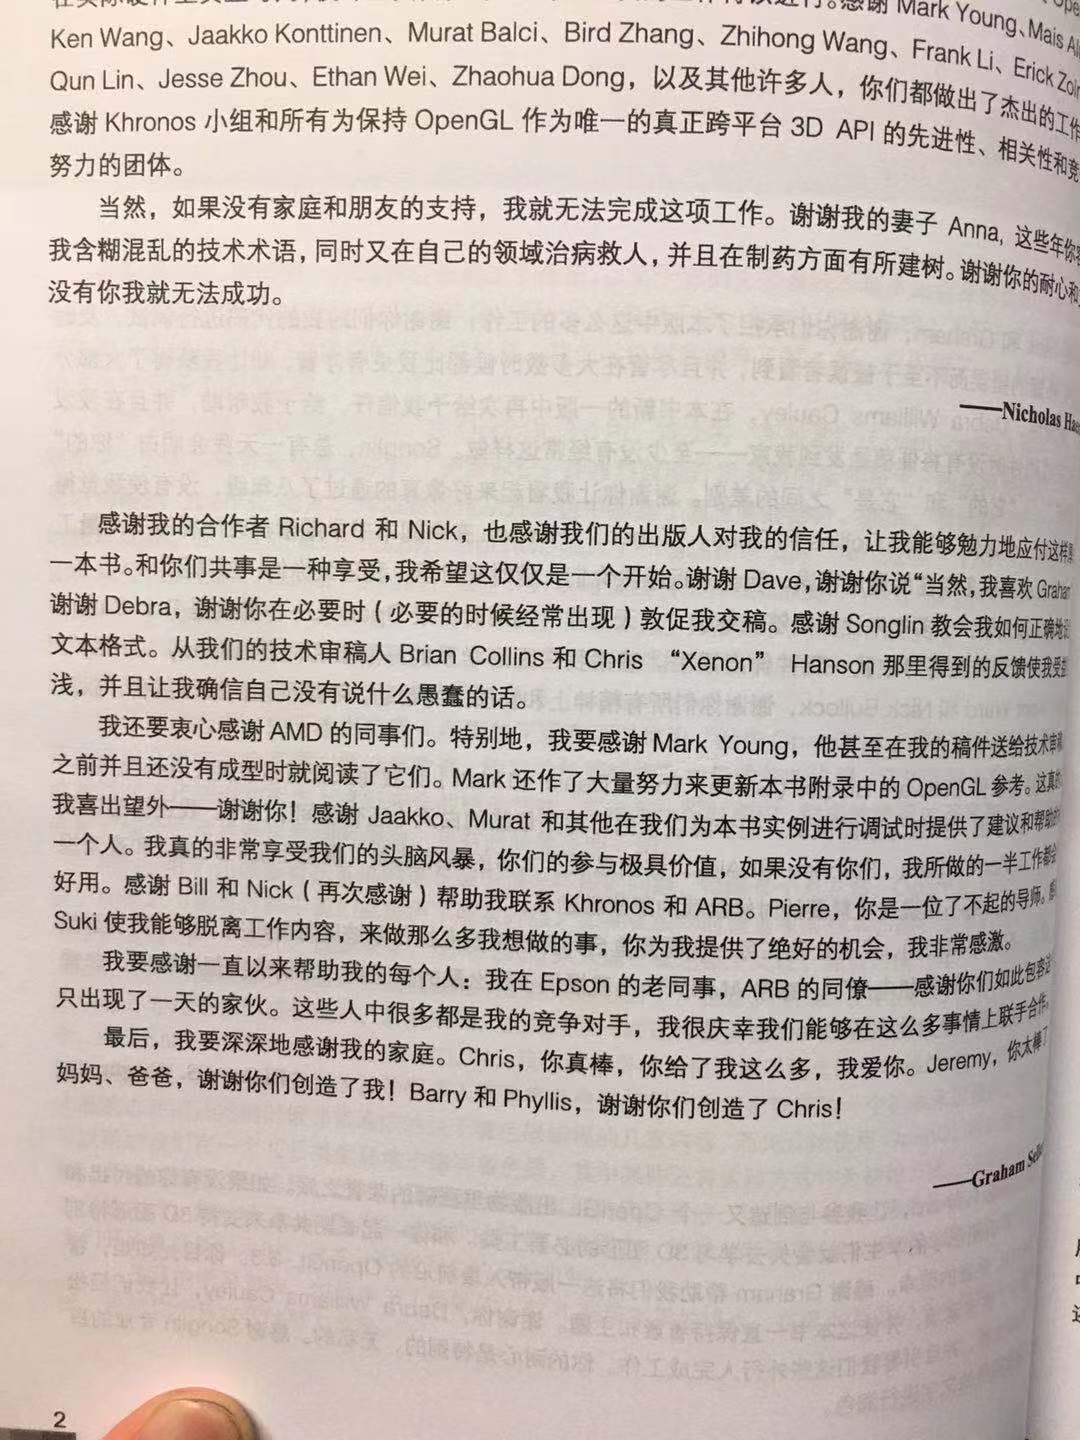 Mark Young、Mais
Ken Wang、Jaakko Konttinen、Murat Balci、Bird Zhang、Zhihong Wang、Frank Li、Erick
Qun Lin、Jesse Zhou、Ethan Wei、Zhaohua Dong，以及其他许多人，你们都做出了杰出的工作
感谢 Khronos 小组和所有为保持 OpenGL 作为唯一的真正跨平台 3D API 的先进性、相关性和竞
努力的团体。
当然，如果没有家庭和朋友的支持，我就无法完成这项工作。谢谢我的妻子 Anna, 这些年你
我含糊混乱的技术术语，同时又在自己的领域治病救人，并且在制药方面有所建树。谢谢你的耐心和
没有你我就无法成功。
——Nicholas
感谢我的合作者 Richard 和 Nick，也感谢我们的出版人对我的信任，让我能够勉力地应付这样
一本书。和你们共事是一种享受，我希望这仅仅是一个开始。谢谢 Dave，谢谢你说“当然，我喜欢 Graham
谢谢 Debra，谢谢你在必要时（必要的时候经常出现）敦促我交稿。感谢 Songlin 教会我如何正确地
文本格式。从我们的技术审稿人 Brian Collins 和 Chris “Xenon” Hanson 那里得到的反馈使我受益
浅，并且让我确信自己没有说什么愚蠢的话。
我还要衷心感谢 AMD 的同事们。特别地，我要感谢 Mark Young，他甚至在我的稿件送给技术审稿
之前并且还没有成型时就阅读了它们。Mark 还作了大量努力来更新本书附录中的 OpenGL 参考。这真的
我喜出望外——谢谢你！感谢 Jaakko、Murat 和其他在我们为本书实例进行调试时提供了建议和帮助的
一个人。我真的非常享受我们的头脑风暴，你们的参与极具价值，如果没有你们，我所做的一半工作都会
好用。感谢 Bill 和 Nick（再次感谢）帮助我联系 Khronos 和 ARB。Pierre，你是一位了不起的导师。
Suki 使我能够脱离工作内容，来做那么多我想做的事，你为我提供了绝好的机会，我非常感激。
我要感谢一直以来帮助我的每个人：我在 Epson 的老同事，ARB 的同僚——感谢你们如此包容这
只出现了一天的家伙。这些人中很多都是我的竞争对手，我很庆幸我们能够在这么多事情上联手合作。
最后，我要深深地感谢我的家庭。Chris，你真棒，你给了我这么多，我爱你。Jeremy，你太棒了
妈妈、爸爸，谢谢你们创造了我！Barry 和 Phyllis，谢谢你们创造了 Chris！
——Graham
2